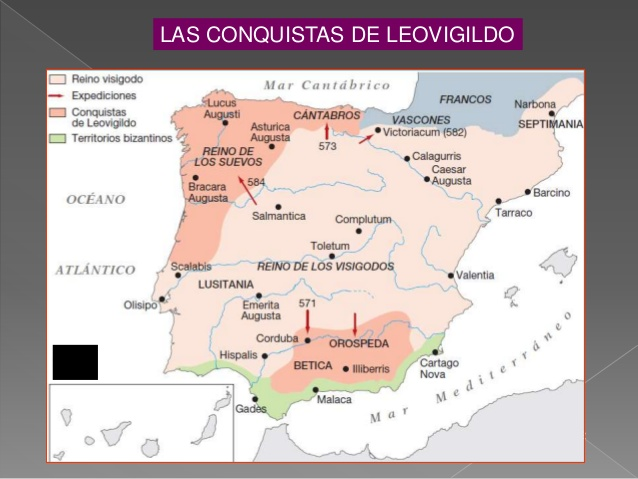 LAS CONQUISTAS DE LEOVIGILDO
Reino visigodo
Expediciones
Conquistas
de Leovigildo
Territorios bizantinos
Mar Cantábrico
FRANCOS
Narbona
SEPTIMANIA
Lucus
Augusti
CÁNTABROS
VASCONES
Victoriacum (582)
Asturica
Augusta
573
REINO DE
LOS SUEVOS
Calagurris
Caesar
Augusta
584
Bracara
Augusta
Barcino
Tarraco
OCÉANO
Salmantica
Complutum
Toletum
ATLÁNTICO
Scalabis
REINO DE LOS VISIGODOS
Valentia
LUSITANIA
Olisipo
Emerita
Augusta
571
Corduba
OROSPEDA
Hispalis
BETICA
Illiberris
Cartago
Nova
Malaca
Gades
Mar Mediterráneo